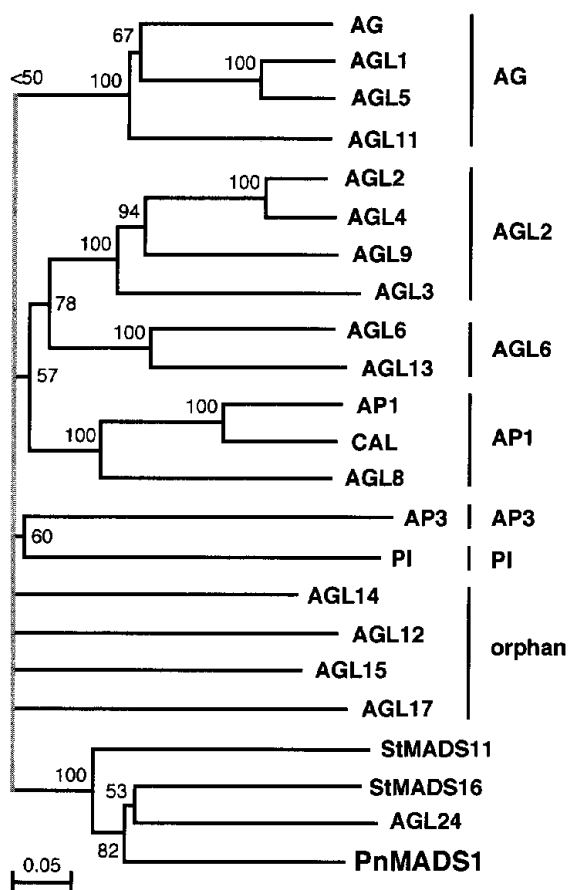 AG
67
AGL1
100
<50
100
AG
AGL5
AGL11
AGL2
100
AGL4
94
AGL2
100
AGL9
AGL3
78
AGL6
100
AGL6
AGL13
57
AP1
100
100
CAL
AP1
AGL8
AP3
AP3
60
PI
PI
AGL14
AGL12
orphan
AGL15
AGL17
StMADS11
100
53
StMADS16
AGL24
82
PnMADS1
0.05